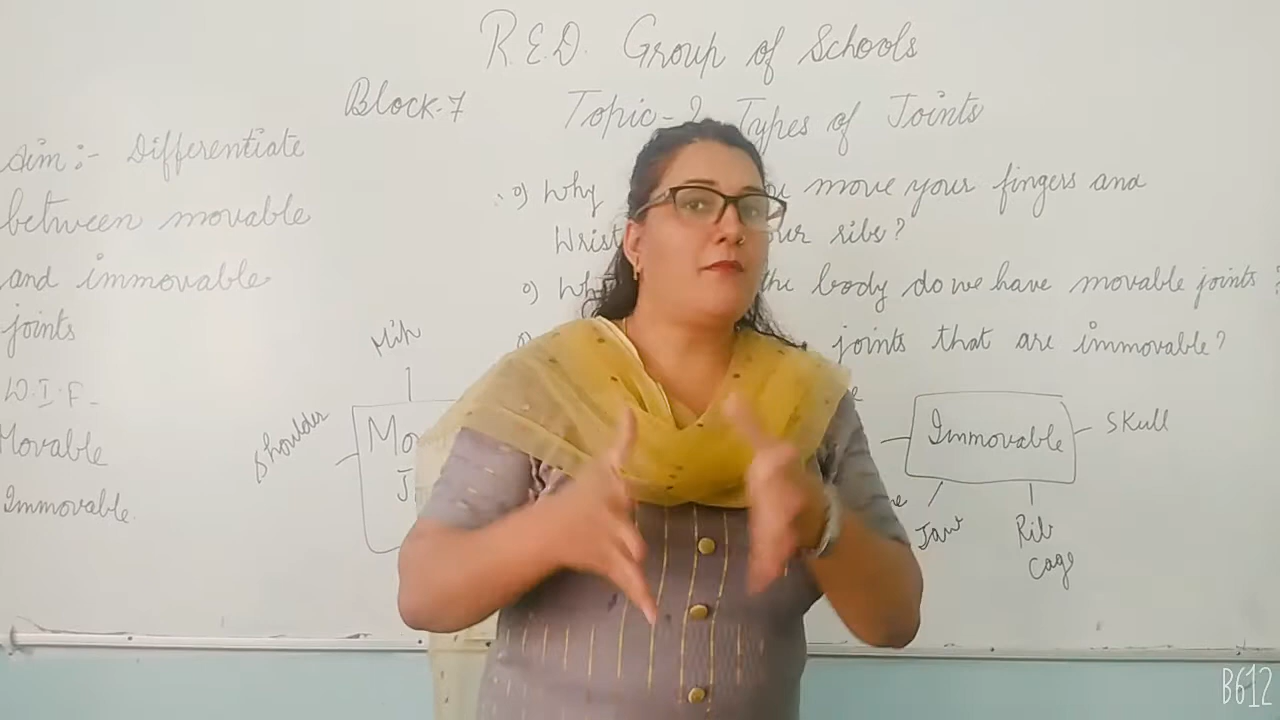 R.E.D. Group of Schools
Block-7 Topic-2 Types of Joints
Aim:- Differentiate
between movable
and immovable
joints
W.I.F-
Movable
Immovable.
Why move your fingers and
Wrist ribs?
the body do we have movable joints?
joints that are immovable?
Shoulder
Immovable
Skull
Jaw
Rib
Cage
B612